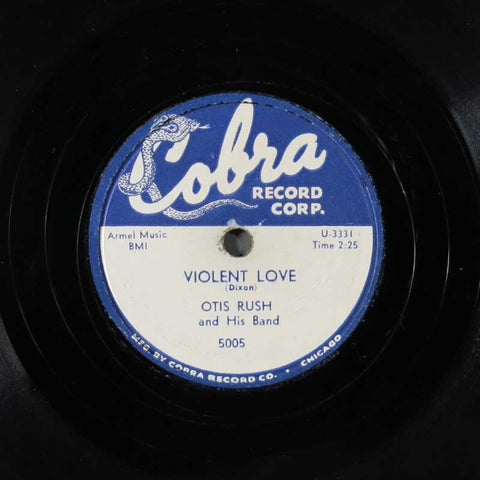 Cobra
RECORD
CORP.
Armel Music
BMI
U-3331
Time 2:25
VIOLENT LOVE
(Dixon)
OTIS RUSH
and His Band
5005
MFG. BY COBRA RECORD CO. • CHICAGO